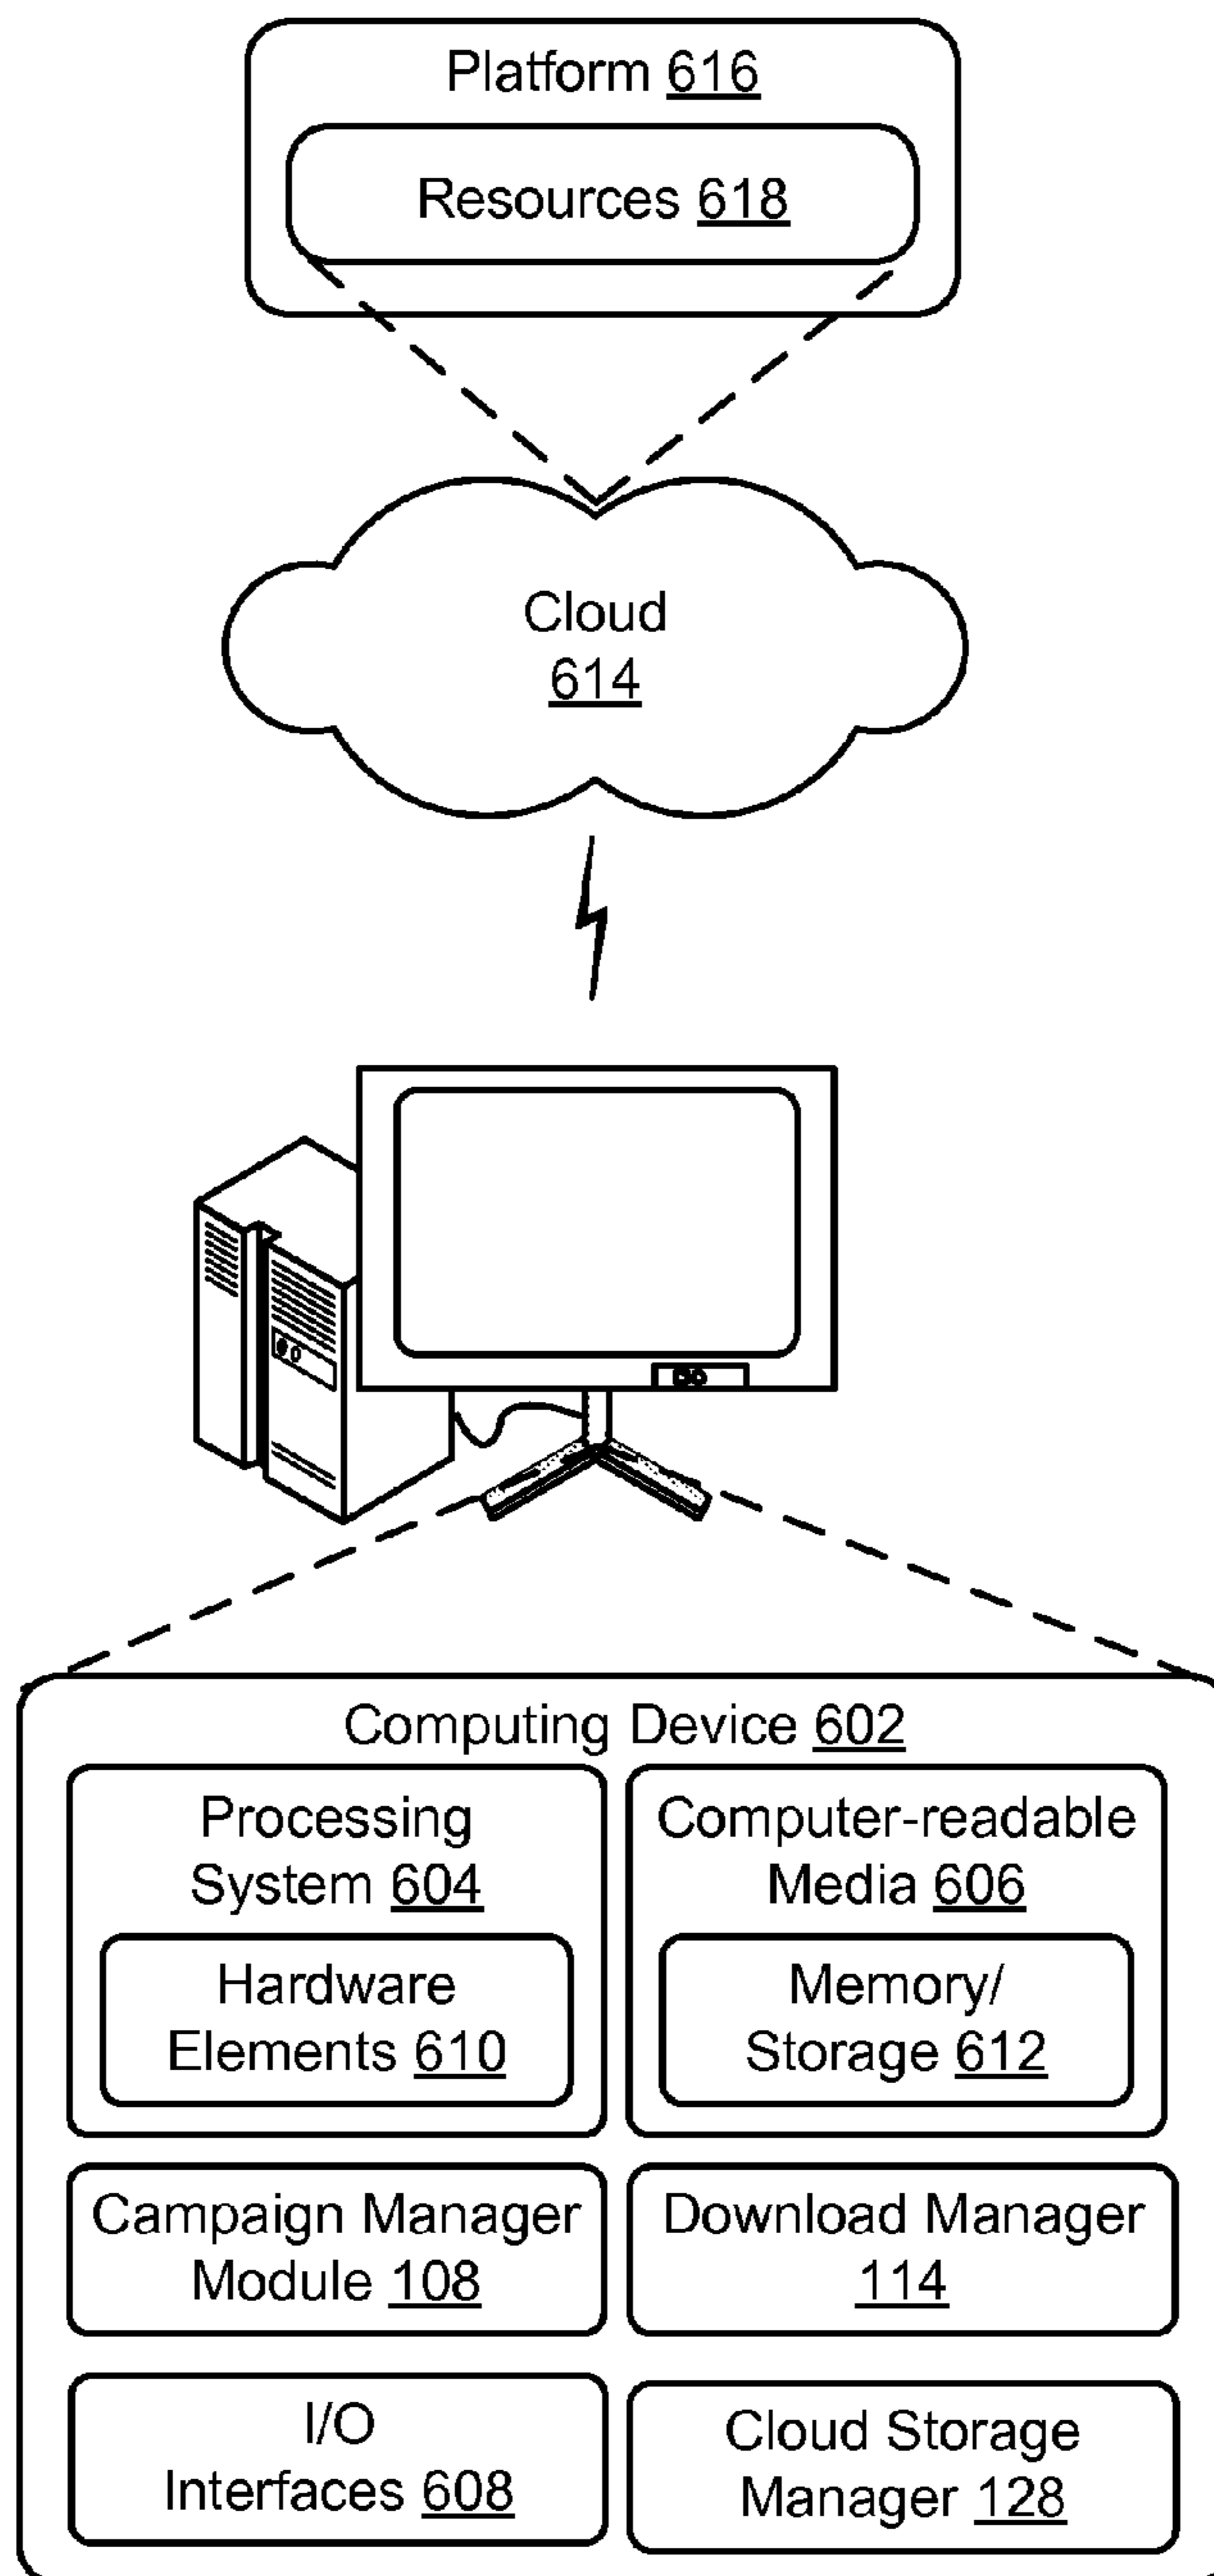 Platform 616
Resources 618
Cloud
614
Computing Device 602
Processing
System 604
Hardware
Elements 610
Computer-readable
Media 606
Memory/
Storage 612
Campaign Manager
Module 108
Download Manager
114
I/O
Interfaces 608
Cloud Storage
Manager 128